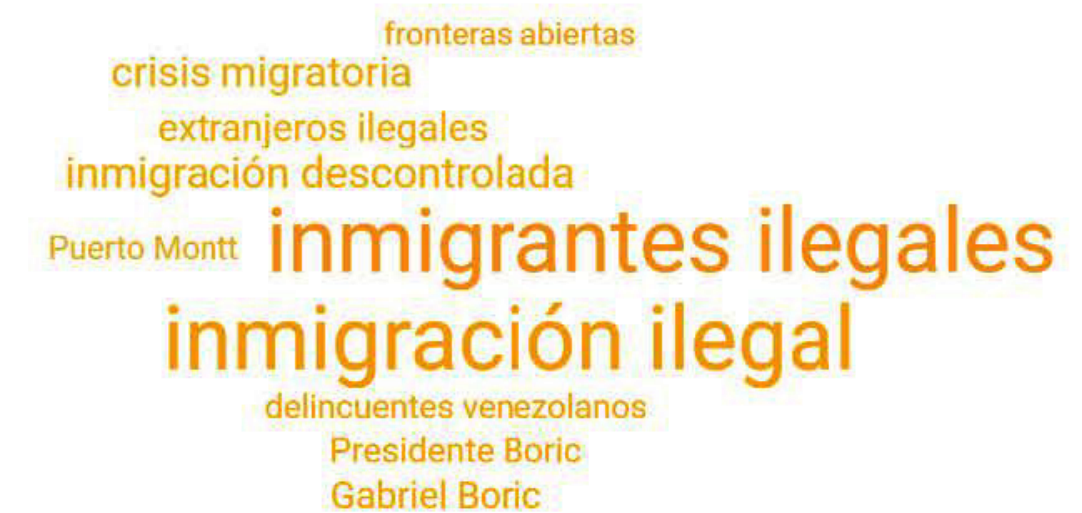 fronteras abiertas
crisis migratoria
extranjeros ilegales
inmigración descontrolada
Puerto Montt
inmigrantes ilegales
inmigración ilegal
delincuentes venezolanos
Presidente Boric
Gabriel Boric